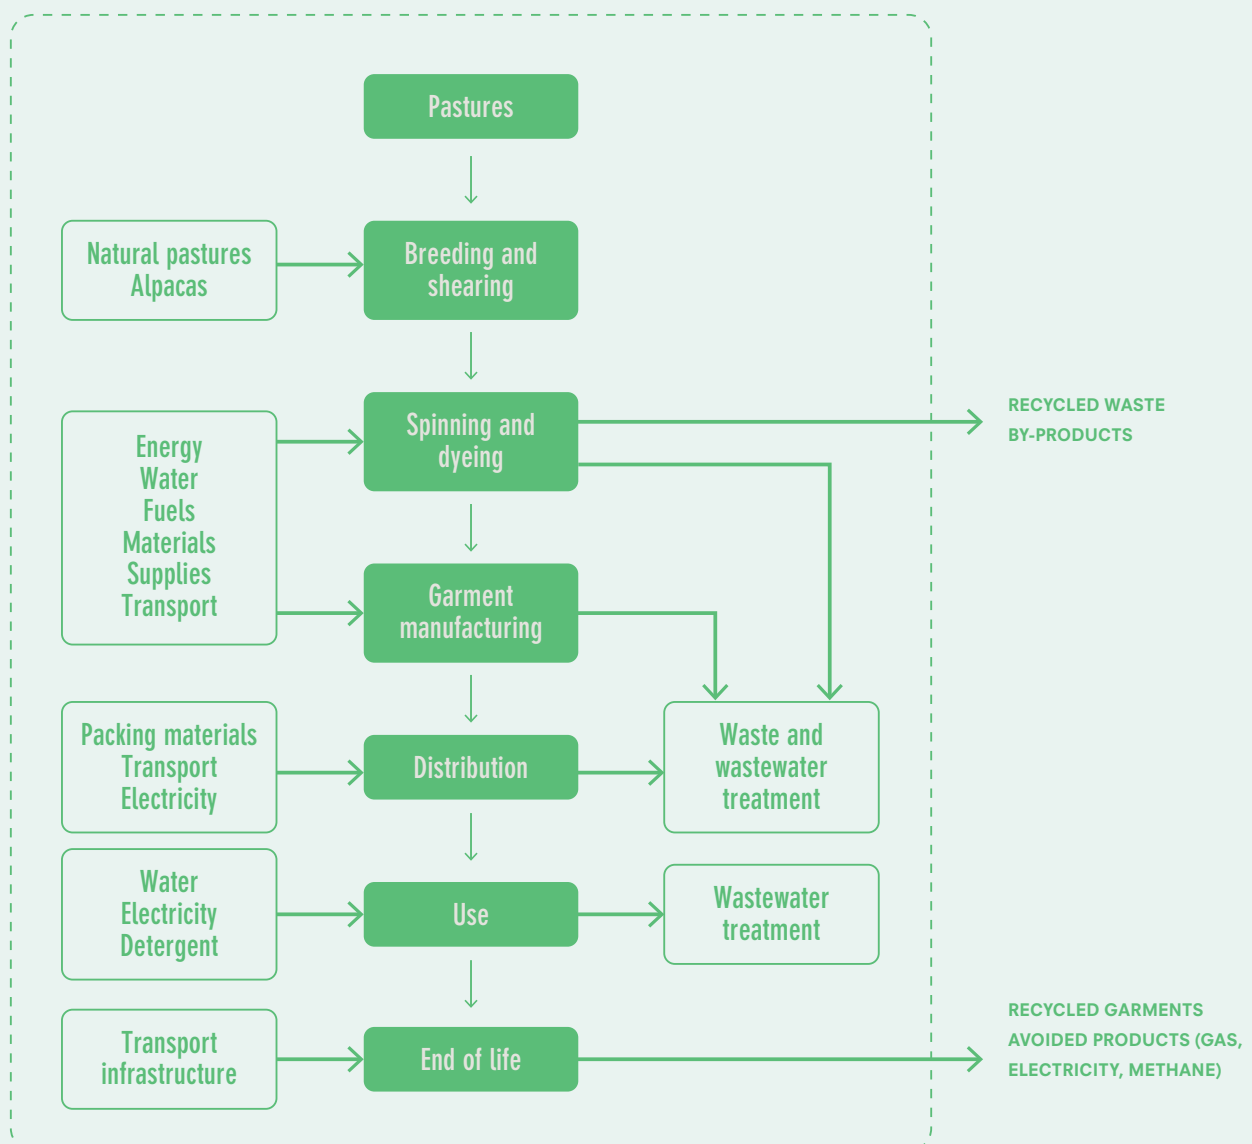 Pastures
Natural pastures
Alpacas
Breeding and
shearing
Energy
Water
Fuels
Materials
Supplies
Transport
Spinning and
dyeing
RECYCLED WASTE
BY-PRODUCTS
Garment
manufacturing
Packing materials
Transport
Electricity
Distribution
Waste and
wastewater
treatment
Water
Electricity
Detergent
Use
Wastewater
treatment
Transport
infrastructure
End of life
RECYCLED GARMENTS
AVOIDED PRODUCTS (GAS,
ELECTRICITY, METHANE)